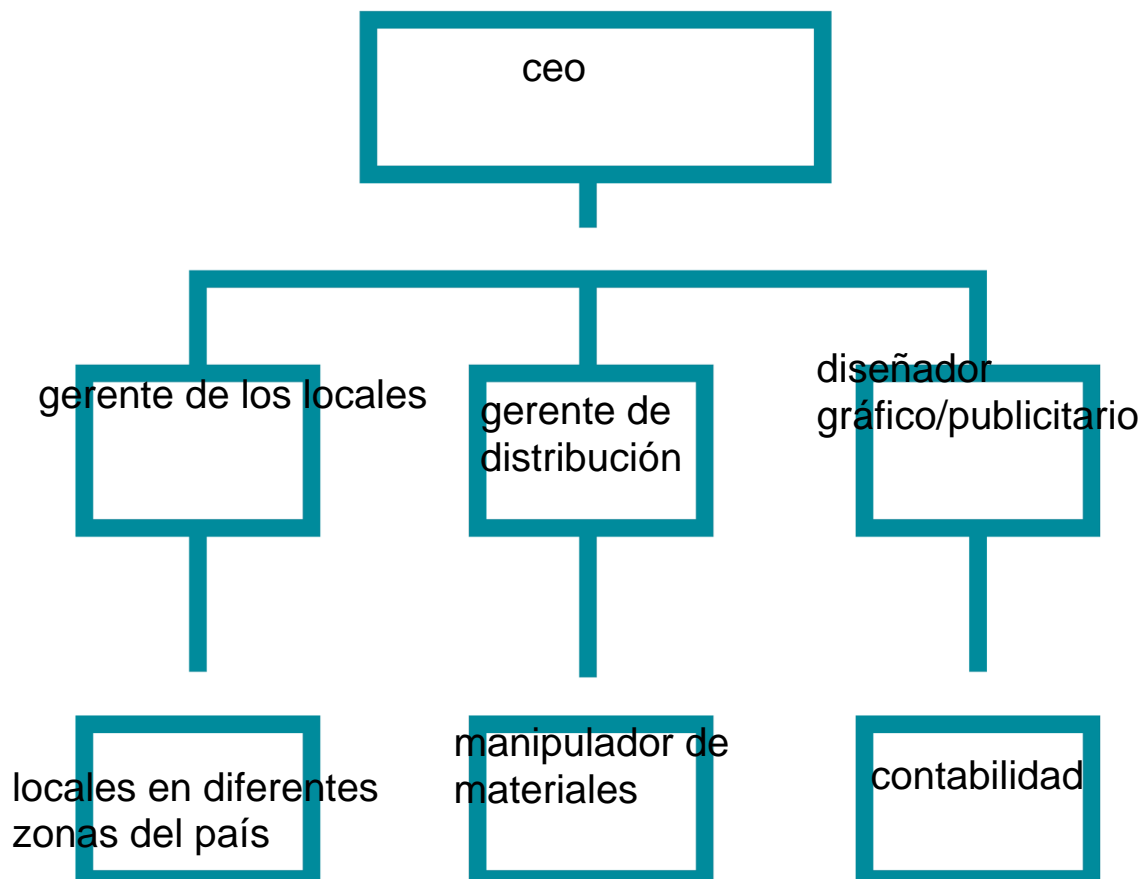 ceo
gerente de los locales
gerente de
distribución
diseñador
gráfico/publicitario
locales en diferentes
zonas del país
manipulador de
materiales
contabilidad